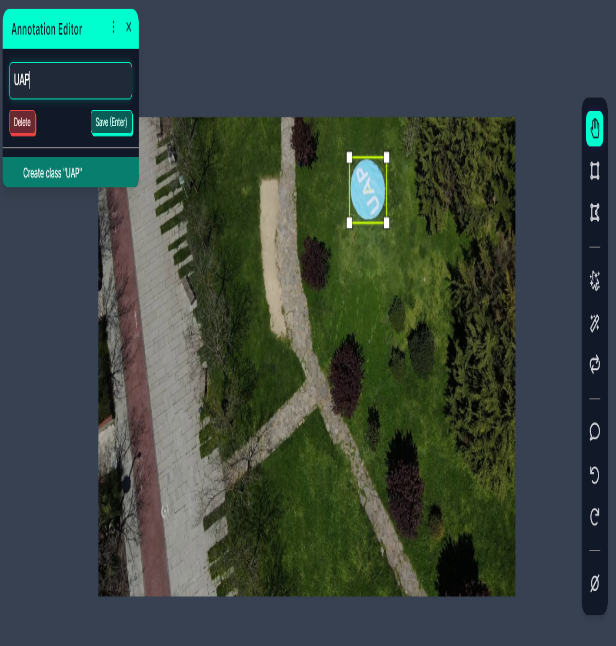 Annotation Editor
UAP
Delete
Save (Enter)
Create class "UAP"
UAP